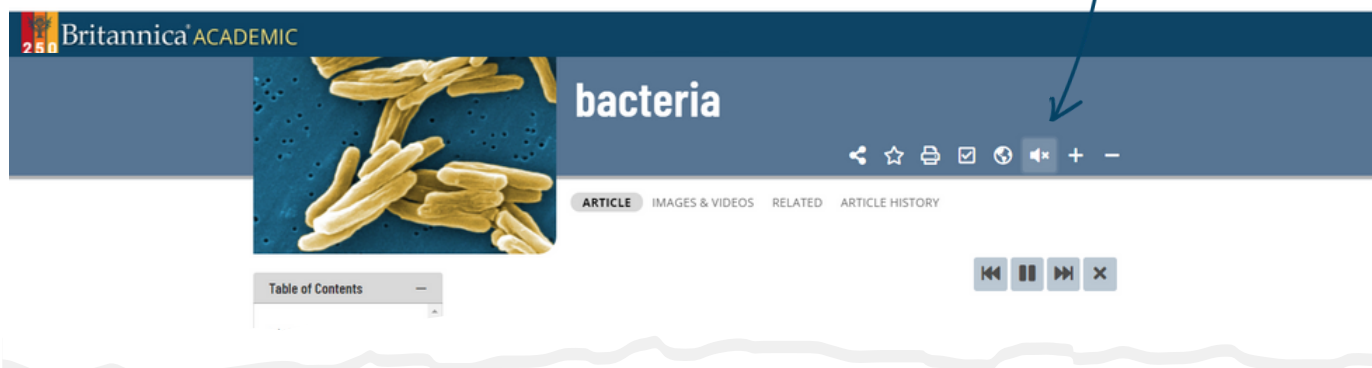 250 Britannica ACADEMIC
bacteria
ARTICLE IMAGES & VIDEOS RELATED ARTICLE HISTORY
Table of Contents